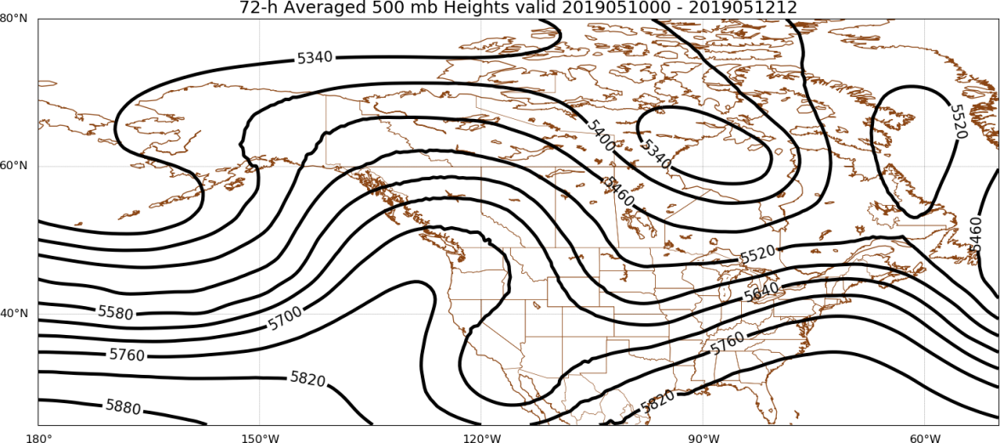 72-h Averaged 500 mb Heights valid 2019051000 - 2019051212
80°N
5340
5520
5400
5340
60°N
5460
5460
5520
5640
5580
5700
40°N
5760
5760
5820
5820
5880
180°
150°W
120°W
90°W
60°W